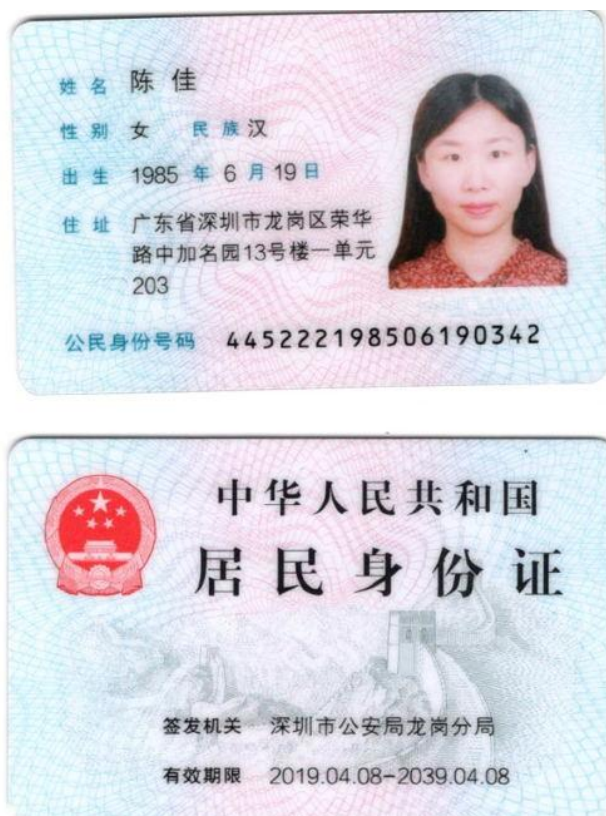 姓名 陈佳
性别 女 民族 汉
出生 1985 年 6 月 19 日
住址 广东省深圳市龙岗区荣华
路中加名园13号楼一单元
203
公民身份号码 445222198506190342
中华人民共和国
居民身份证
签发机关 深圳市公安局龙岗分局
有效期限 2019.04.08-2039.04.08